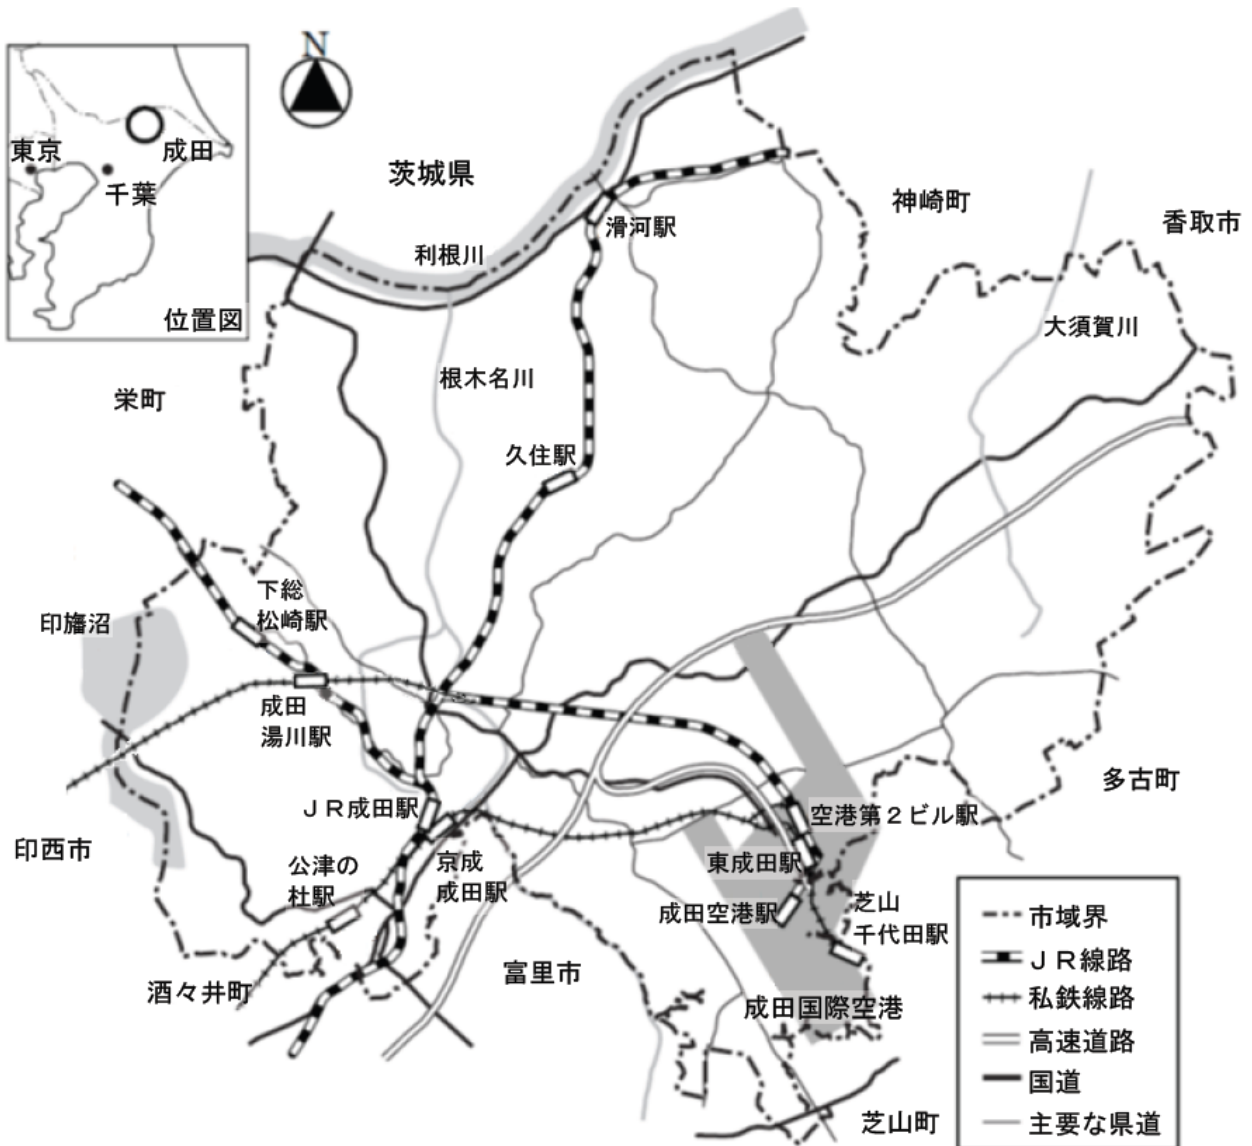 N
東京
成田
千葉
位置図
茨城県
神崎町
香取市
滑河駅
利根川
大須賀川
根木名川
栄町
久住駅
下総
松崎駅
印旛沼
成田
湯川駅
多古町
JR成田駅
空港第2ビル駅
印西市
公津の
杜駅
京成
成田駅
東成田駅
成田空港駅
芝山
千代田駅
酒々井町
富里市
成田国際空港
芝山町
市域界
JR線路
私鉄線路
高速道路
国道
主要な県道